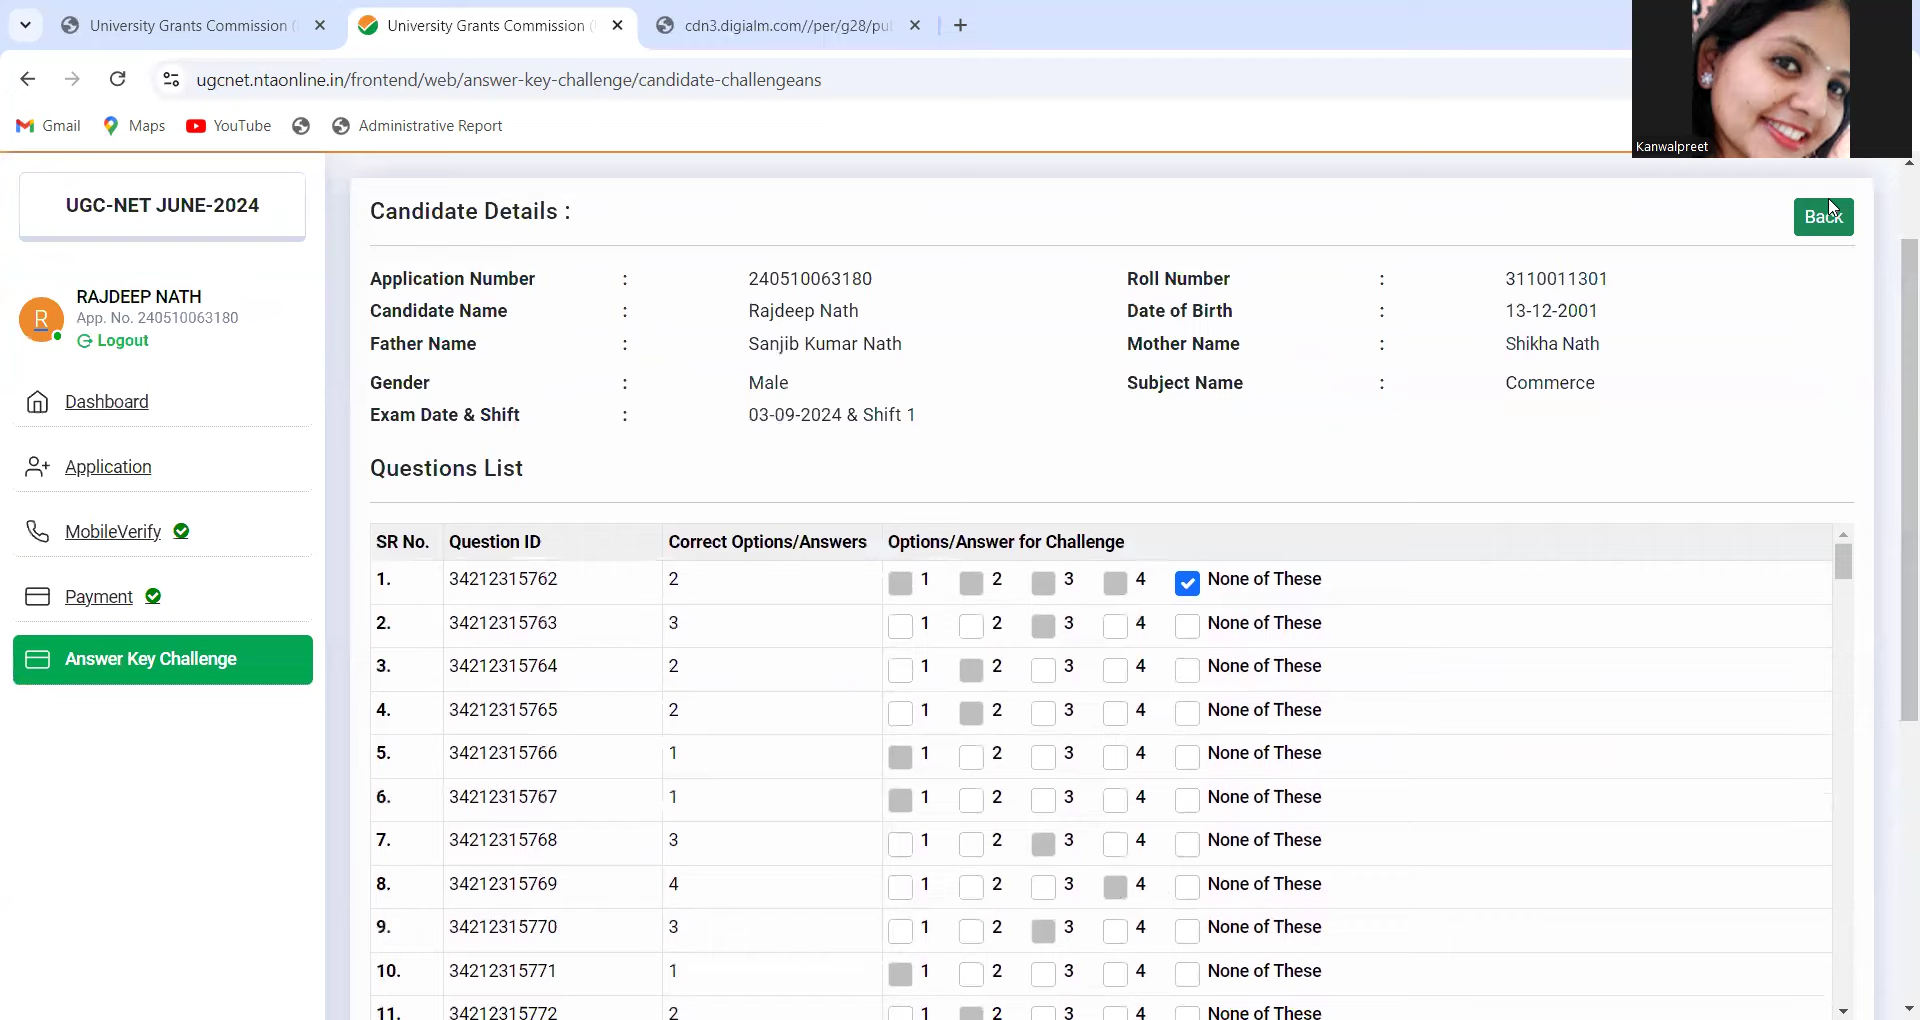 University Grants Commission (
University Grants Commission (
cdn3.digialm.com//per/g28/pu
ugcnet.ntaonline.in/frontend/web/answer-key-challenge/candidate-challengeans
Gmail
Maps
YouTube
Administrative Report
Kanwalpreet
UGC-NET JUNE-2024
R
RAJDEEP NATH
App. No. 240510063180
Logout
Dashboard
Application
MobileVerify
Payment
Answer Key Challenge
Candidate Details :
Back
Application Number : 240510063180 Roll Number : 3110011301
Candidate Name : Rajdeep Nath Date of Birth : 13-12-2001
Father Name : Sanjib Kumar Nath Mother Name : Shikha Nath
Gender : Male Subject Name : Commerce
Exam Date & Shift : 03-09-2024 & Shift 1
Questions List
SR No. Question ID Correct Options/Answers Options/Answer for Challenge
1. 34212315762 2 1 2 3 4 None of These
2. 34212315763 3 1 2 3 4 None of These
3. 34212315764 2 1 2 3 4 None of These
4. 34212315765 2 1 2 3 4 None of These
5. 34212315766 1 1 2 3 4 None of These
6. 34212315767 1 1 2 3 4 None of These
7. 34212315768 3 1 2 3 4 None of These
8. 34212315769 4 1 2 3 4 None of These
9. 34212315770 3 1 2 3 4 None of These
10. 34212315771 1 1 2 3 4 None of These
11. 34212315772 2 1 2 3 4 None of These